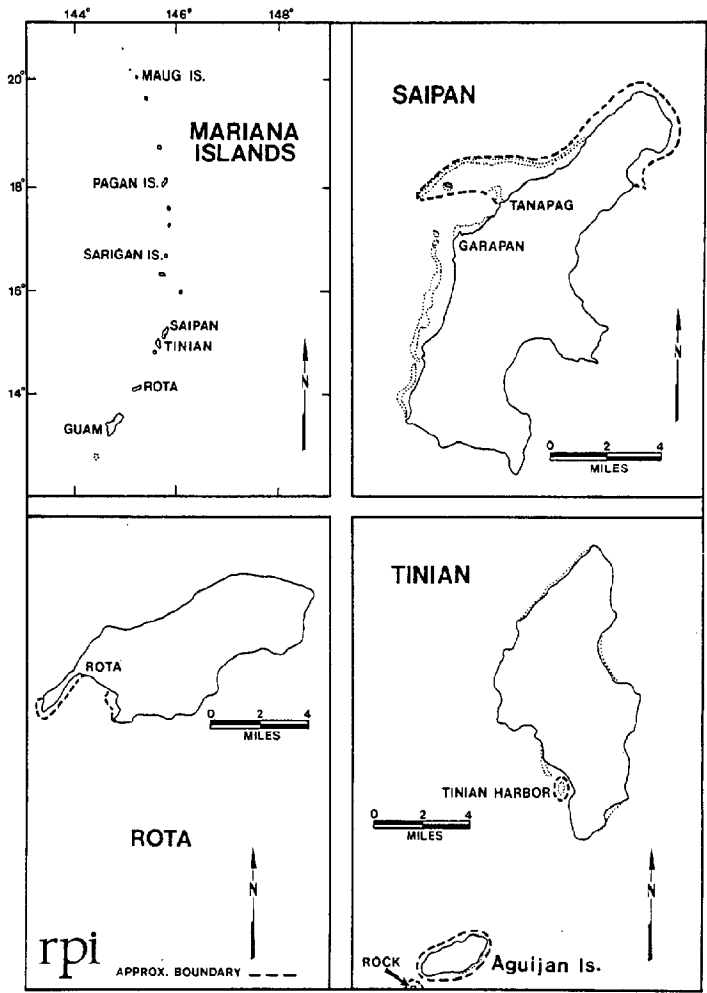 144° 146° 148°
20°
MAUG IS.
MARIANA
ISLANDS
PAGAN IS.
18°
SARIGAN IS.
16°
SAIPAN
TINIAN
ROTA
14°
GUAM
N
SAIPAN
TANAPAG
GARAPAN
N
0 2 4
MILES
ROTA
0 2 4
MILES
ROTA
N
rpi
APPROX. BOUNDARY
TINIAN
TINIAN HARBOR
0 2 4
MILES
N
ROCK
Aguijan Is.